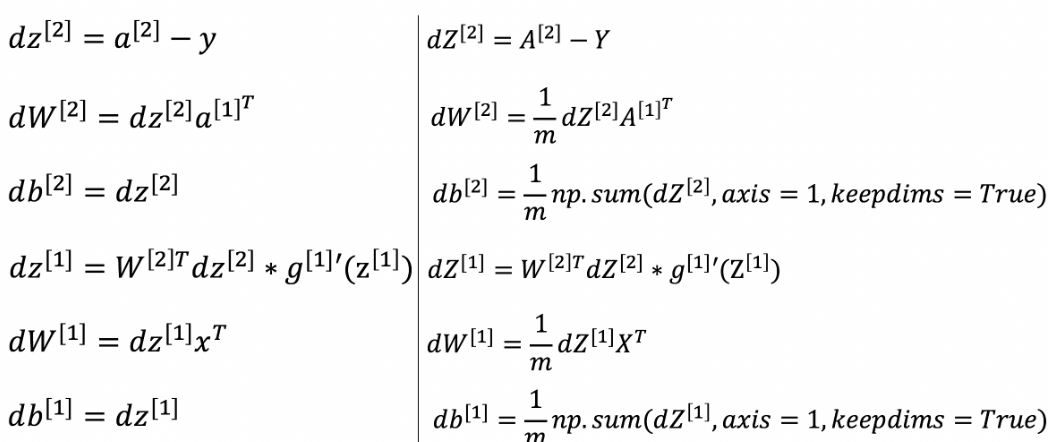 dz^[2] = a^[2] − y
dW^[2] = dz^[2]a^[1]^T
db^[2] = dz^[2]
dz^[1] = W^[2]T dz^[2] ∗ g^[1]′(z^[1])
dW^[1] = dz^[1]x^T
db^[1] = dz^[1]
dZ^[2] = A^[2] − Y
dW^[2] = 1/m dZ^[2]A^[1]^T
db^[2] = 1/m np.sum(dZ^[2], axis = 1, keepdims = True)
dZ^[1] = W^[2]T dZ^[2] ∗ g^[1]′(Z^[1])
dW^[1] = 1/m dZ^[1]X^T
db^[1] = 1/m np.sum(dZ^[1], axis = 1, keepdims = True)